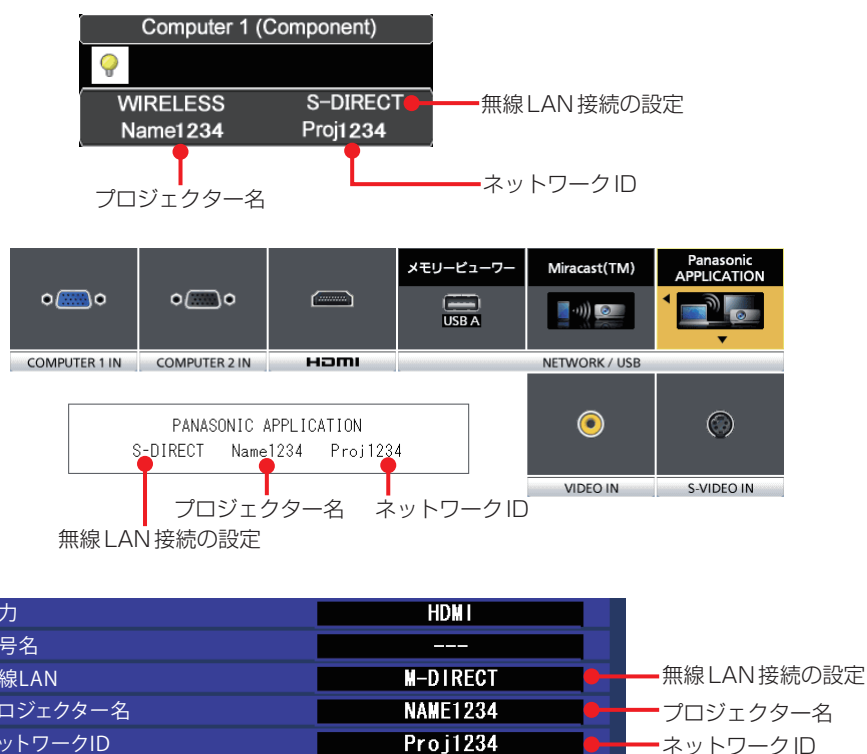 Computer 1 (Component)
WIRELESS S-DIRECT
Name1234 Proj1234
無線LAN接続の設定
プロジェクター名
ネットワークID
メモリービューワー
Miracast(TM)
Panasonic
APPLICATION
USB A
COMPUTER 1 IN
COMPUTER 2 IN
HDMI
NETWORK / USB
VIDEO IN
S-VIDEO IN
PANASONIC APPLICATION
S-DIRECT Name1234 Proj1234
プロジェクター名
ネットワークID
無線LAN接続の設定
力 HDMI
号名 ---
線LAN M-DIRECT
ロジェクター名 NAME1234
ットワークID Proj1234
無線LAN接続の設定
プロジェクター名
ネットワークID